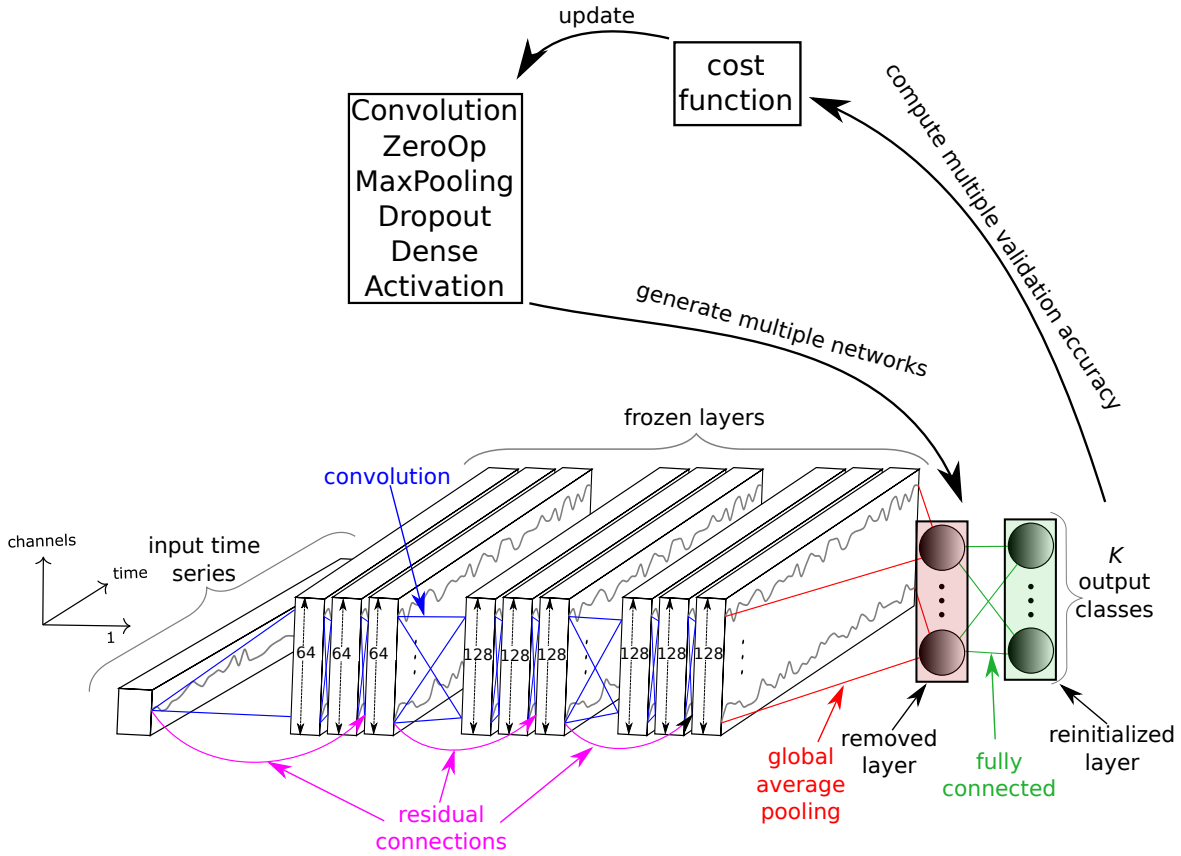 update
cost
function
compute multiple validation accuracy
Convolution
ZeroOp
MaxPooling
Dropout
Dense
Activation
generate multiple networks
frozen layers
convolution
channels
time
1
input time
series
64
64
64
128
128
128
128
128
128
K
output
classes
global
average
pooling
removed
layer
fully
connected
reinitialized
layer
residual
connections